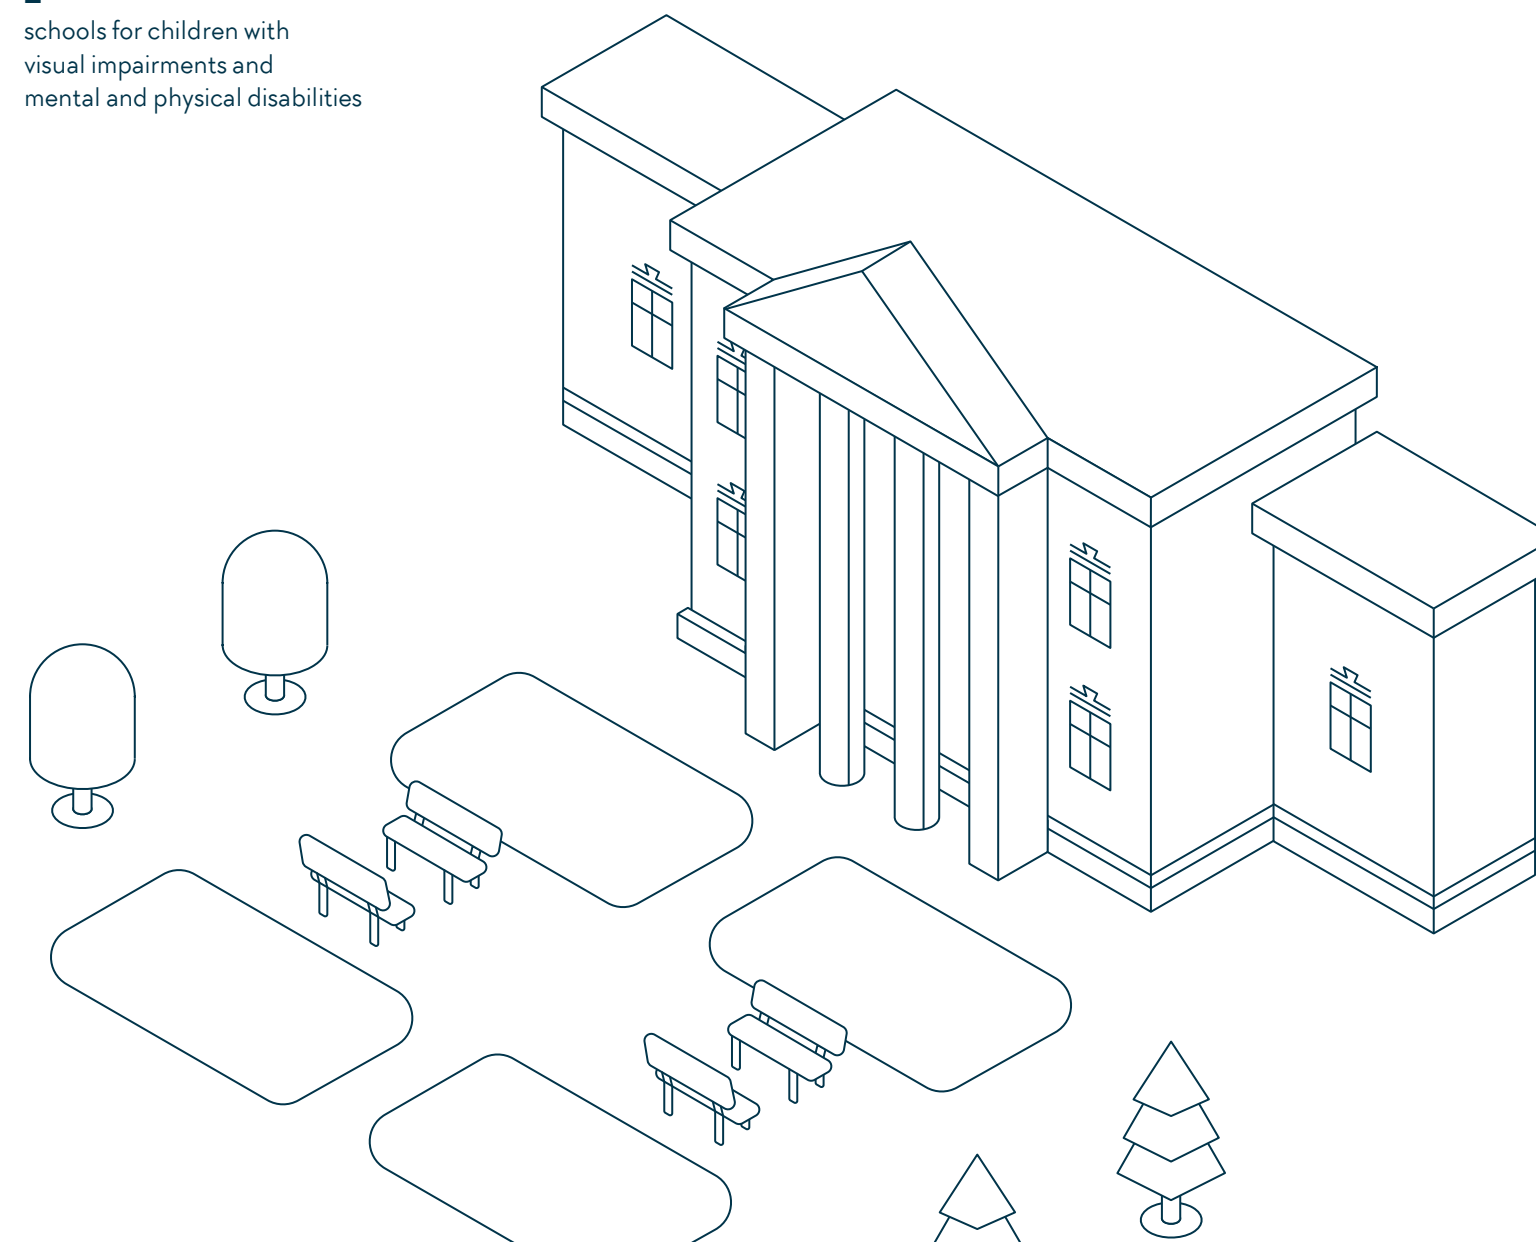 schools for children with
visual impairments and
mental and physical disabilities